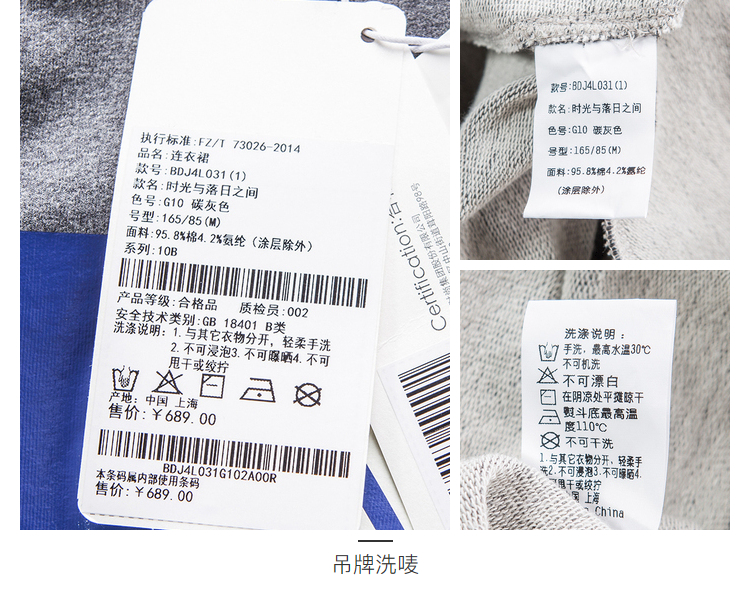 执行标准:FZ/T 73026-2014
品名:连衣裙
款号:BDJ4L031(1)
款名:时光与落日之间
色号:G10 碳灰色
号型:165/85(M)
面料:95.8%棉4.2%氨纶(涂层除外)
系列:10B
产品等级:合格品 质检员:002
安全技术类别:GB 18401 B类
洗涤说明:1.与其它衣物分开,轻柔手洗
2.不可浸泡3.不可曝晒4.不可
甩干或绞拧
产地:中国 上海
售价:¥689.00
BDJ4L031G102A00R
本条码属内部使用条码
售价:¥689.00
Certification:
款号:BDJ4L031(1)
款名:时光与落日之间
色号:G10 碳灰色
号型:165/85(M)
面料:95.8%棉4.2%氨纶
(涂层除外)
洗涤说明:
手洗,最高水温30℃
不可机洗
不可漂白
在阴凉处平摊晾干
熨斗底最高温
度110℃
不可干洗
1.与其它衣物分开,轻柔手
洗2.不可浸泡3.不可曝晒4.
可甩干或绞拧
国 上海
China
吊牌洗唛